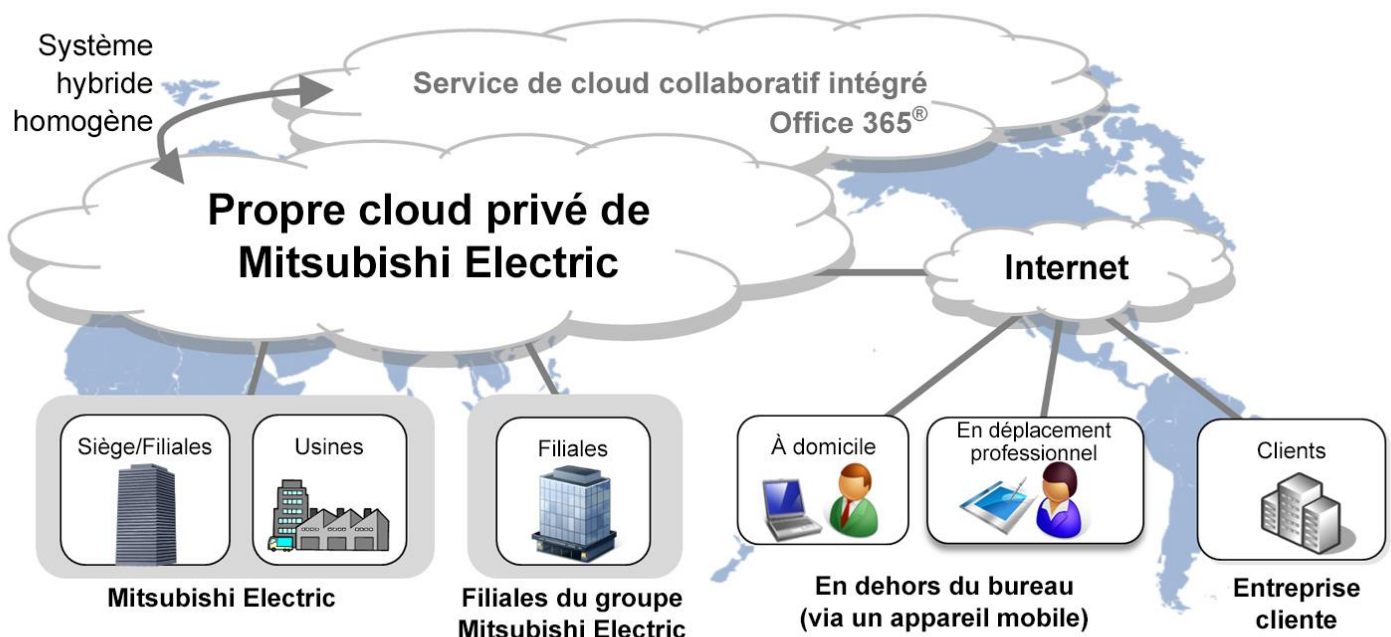 Système
hybride
homogène
Service de cloud collaboratif intégré
Office 365®
Propre cloud privé de
Mitsubishi Electric
Internet
Siège/Filiales
Usines
Filiales
À domicile
En déplacement
professionnel
Clients
Mitsubishi Electric
Filiales du groupe
Mitsubishi Electric
En dehors du bureau
(via un appareil mobile)
Entreprise
cliente